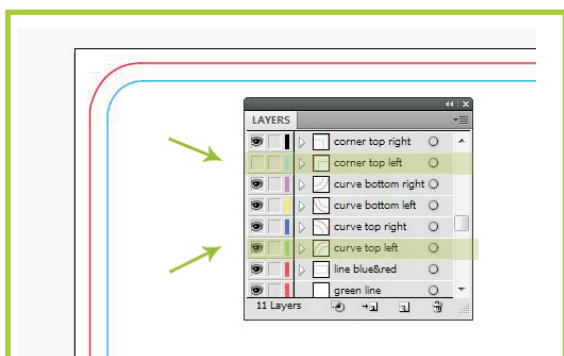 LAYERS
corner top right
corner top left
curve bottom right
curve bottom left
curve top right
curve top left
line blue&red
green line
11 Layers